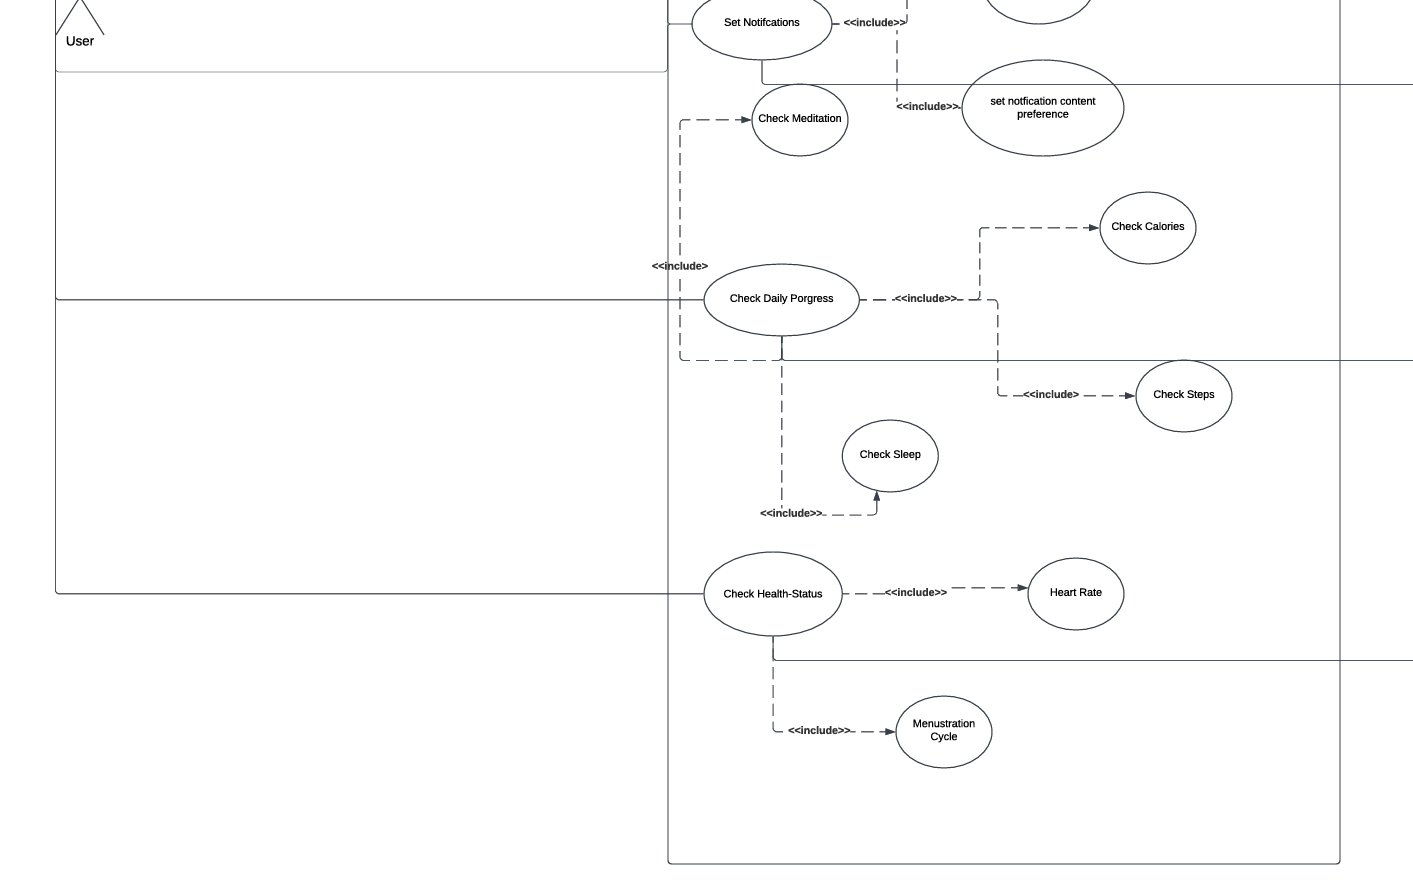 Set Notifcations
<<include>>
User
<<include>>
set notfication content
preference
Check Meditation
Check Calories
<<include>
Check Daily Porgress
<<include>>
<<include>
Check Steps
Check Sleep
<<include>>
Check Health-Status
<<include>>
Heart Rate
<<include>>
Menustration
Cycle